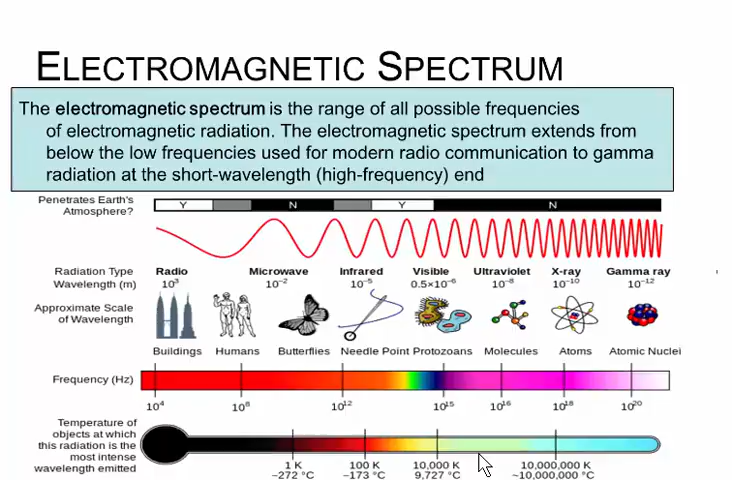 ELECTROMAGNETIC SPECTRUM
The electromagnetic spectrum is the range of all possible frequencies
of electromagnetic radiation. The electromagnetic spectrum extends from
below the low frequencies used for modern radio communication to gamma
radiation at the short-wavelength (high-frequency) end
Penetrates Earth's
Atmosphere?
Y N Y N
Radiation Type Radio Microwave Infrared Visible Ultraviolet X-ray Gamma ray
Wavelength (m) 10³ 10⁻² 10⁻⁵ 0.5×10⁻⁶ 10⁻⁸ 10⁻¹⁰ 10⁻¹²
Approximate Scale
of Wavelength
Buildings Humans Butterflies Needle Point Protozoans Molecules Atoms Atomic Nuclei
Frequency (Hz)
10⁴ 10⁸ 10¹² 10¹⁵ 10¹⁶ 10¹⁸ 10²⁰
Temperature of
objects at which
this radiation is the
most intense
wavelength emitted
1 K 100 K 10,000 K 10,000,000 K
−272 °C −173 °C 9,727 °C ~10,000,000 °C